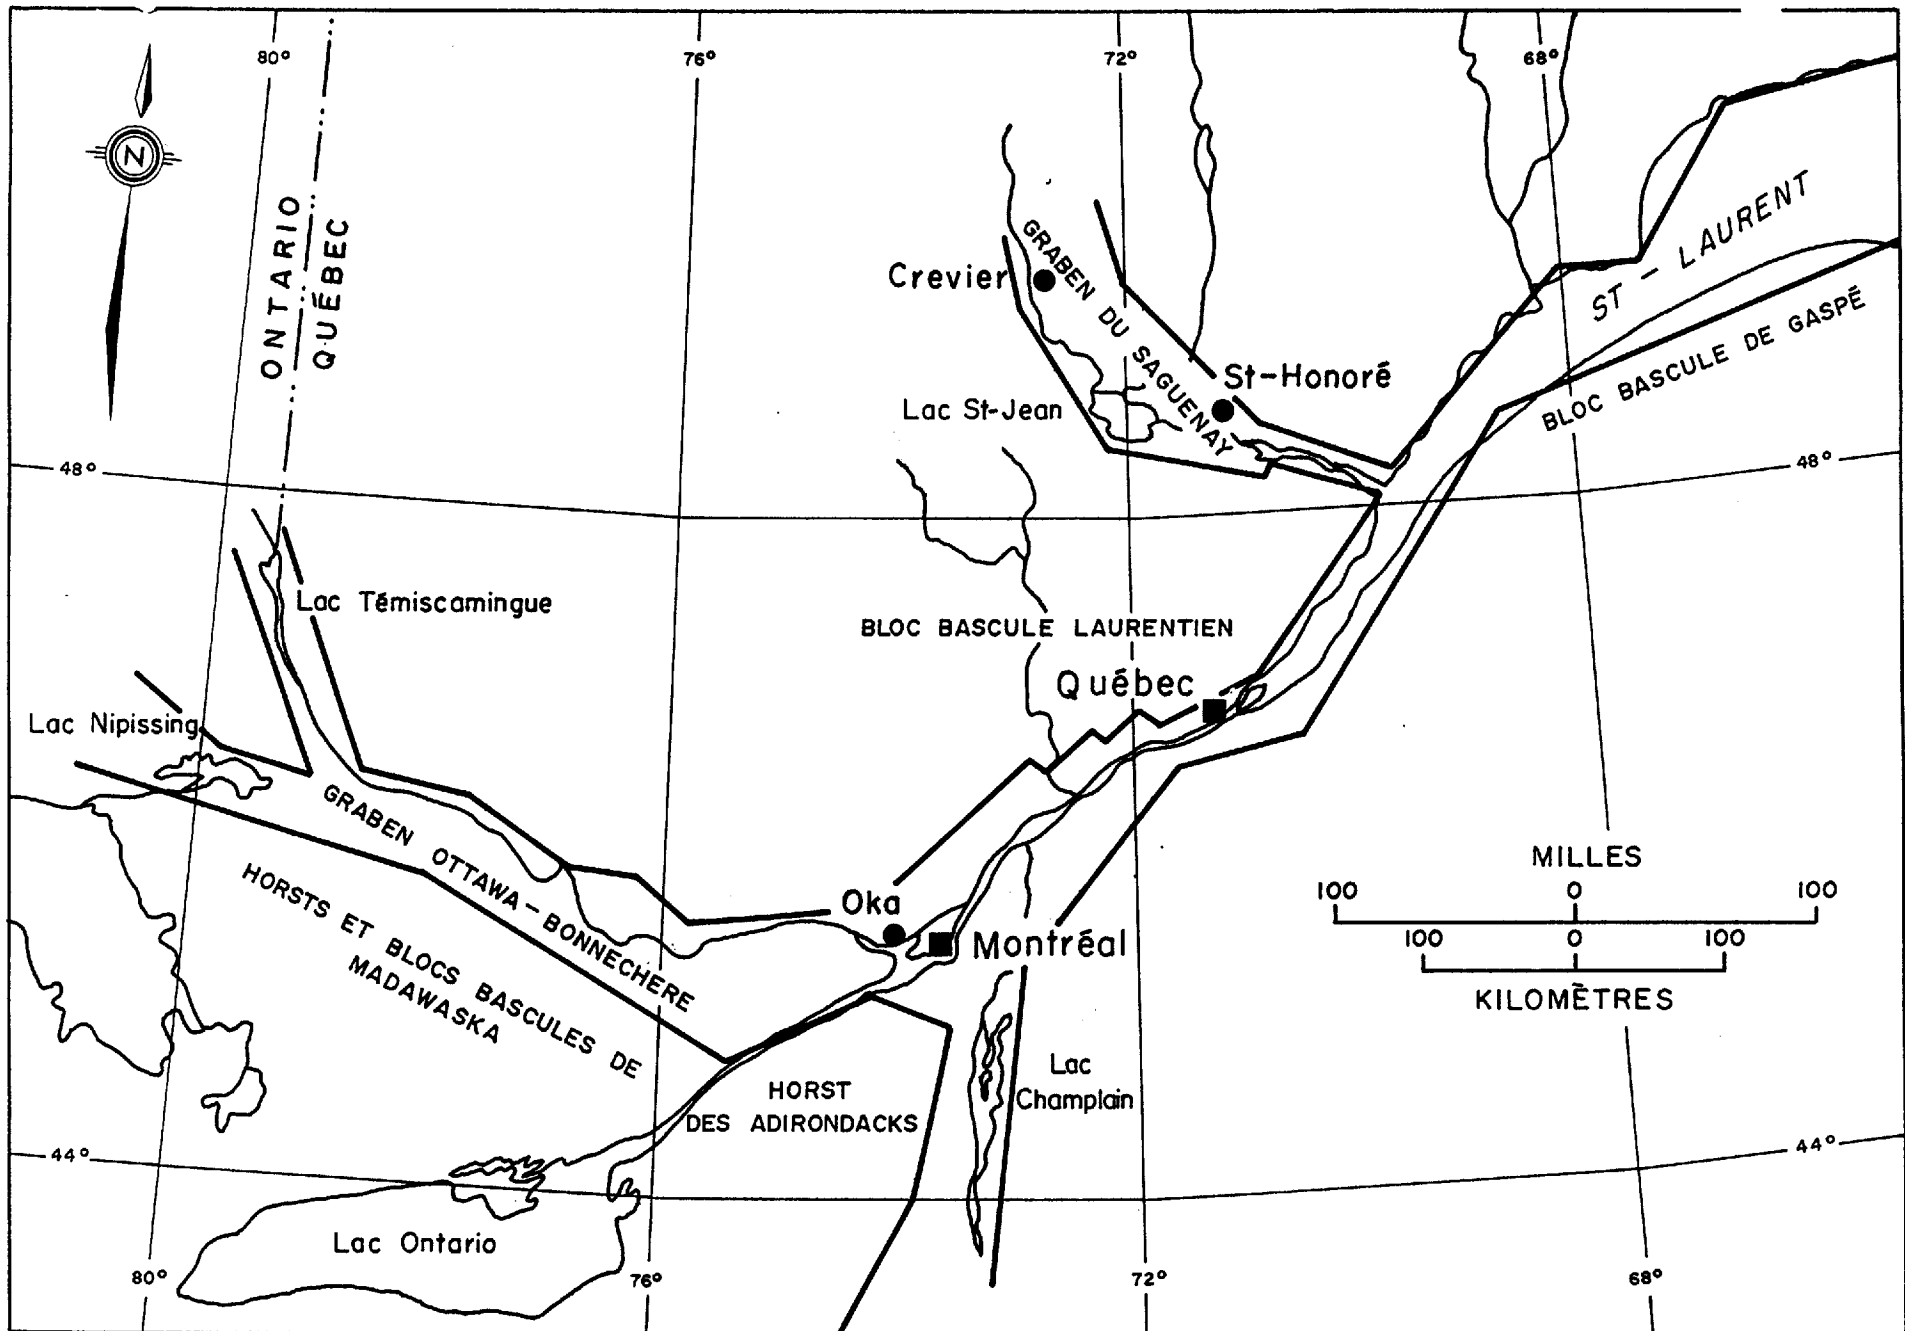 80°
76°
72°
68°
N
ONTARIO
QUÉBEC
GRABEN DU SAGUENAY
ST-LAURENT
Crevier
BLOC BASCULE DE GASPÉ
St-Honoré
Lac St-Jean
48°
48°
Lac Témiscamingue
BLOC BASCULE LAURENTIEN
Québec
Lac Nipissing
GRABEN OTTAWA-BONNECHERE
HORSTS ET BLOCS BASCULES DE
MADAWASKA
MILLES
100 0 100
100 0 100
KILOMÈTRES
Oka
Montréal
Lac
Champlain
HORST
DES ADIRONDACKS
44°
44°
Lac Ontario
80°
76°
72°
68°